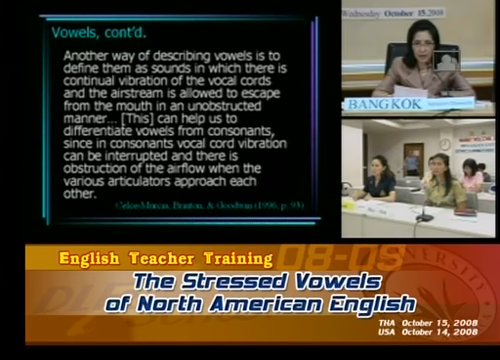 Vowels, cont'd.
Another way of describing vowels is to
define them as sounds in which there is
continual vibration of the vocal cords
and the airstream is allowed to escape
from the mouth in an unobstructed
manner... [This] can help us to
differentiate vowels from consonants,
since in consonants vocal cord vibration
can be interrupted and there is
obstruction of the airflow when the
various articulators approach each
other.
Celce-Murcia, Brinton, & Goodwin (1996, p. 93)
Wednesday October 15, 2008
BANGKOK
English Teacher Training 08-09
The Stressed Vowels
of North American English
THA October 15, 2008
USA October 14, 2008